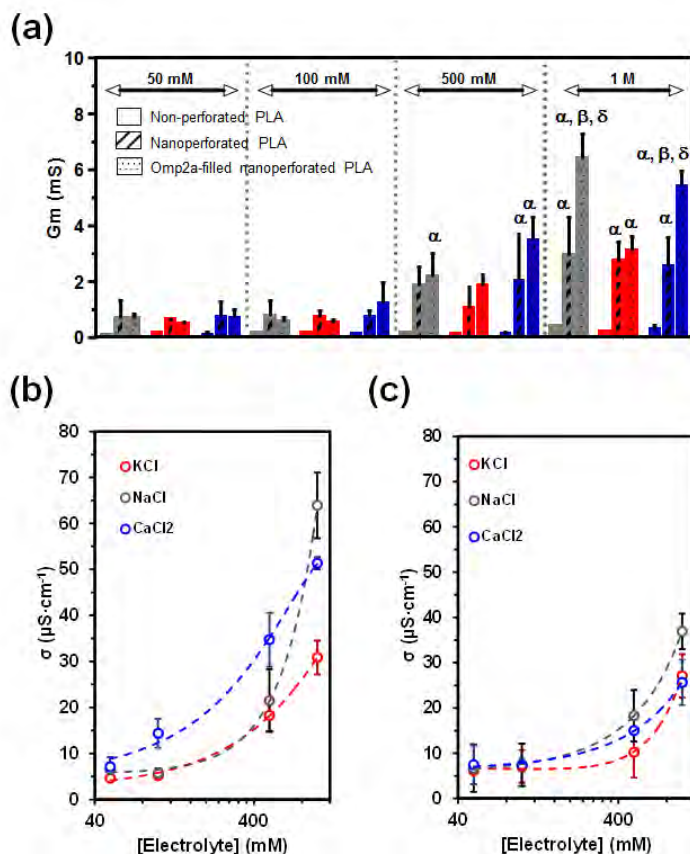 (a)
10
8
6
4
2
0
Gm (mS)
50 mM
100 mM
500 mM
1 M
Non-perforated PLA
Nanoperforated PLA
Omp2a-filled nanoperforated PLA
α
α
α
α
α, β, δ
α
α
α
α, β, δ
(b)
80
70
60
50
40
30
20
10
0
σ (µS·cm⁻¹)
KCl
NaCl
CaCl2
40
400
[Electrolyte] (mM)
(c)
80
70
60
50
40
30
20
10
0
σ (µS·cm⁻¹)
KCl
NaCl
CaCl2
40
400
[Electrolyte] (mM)